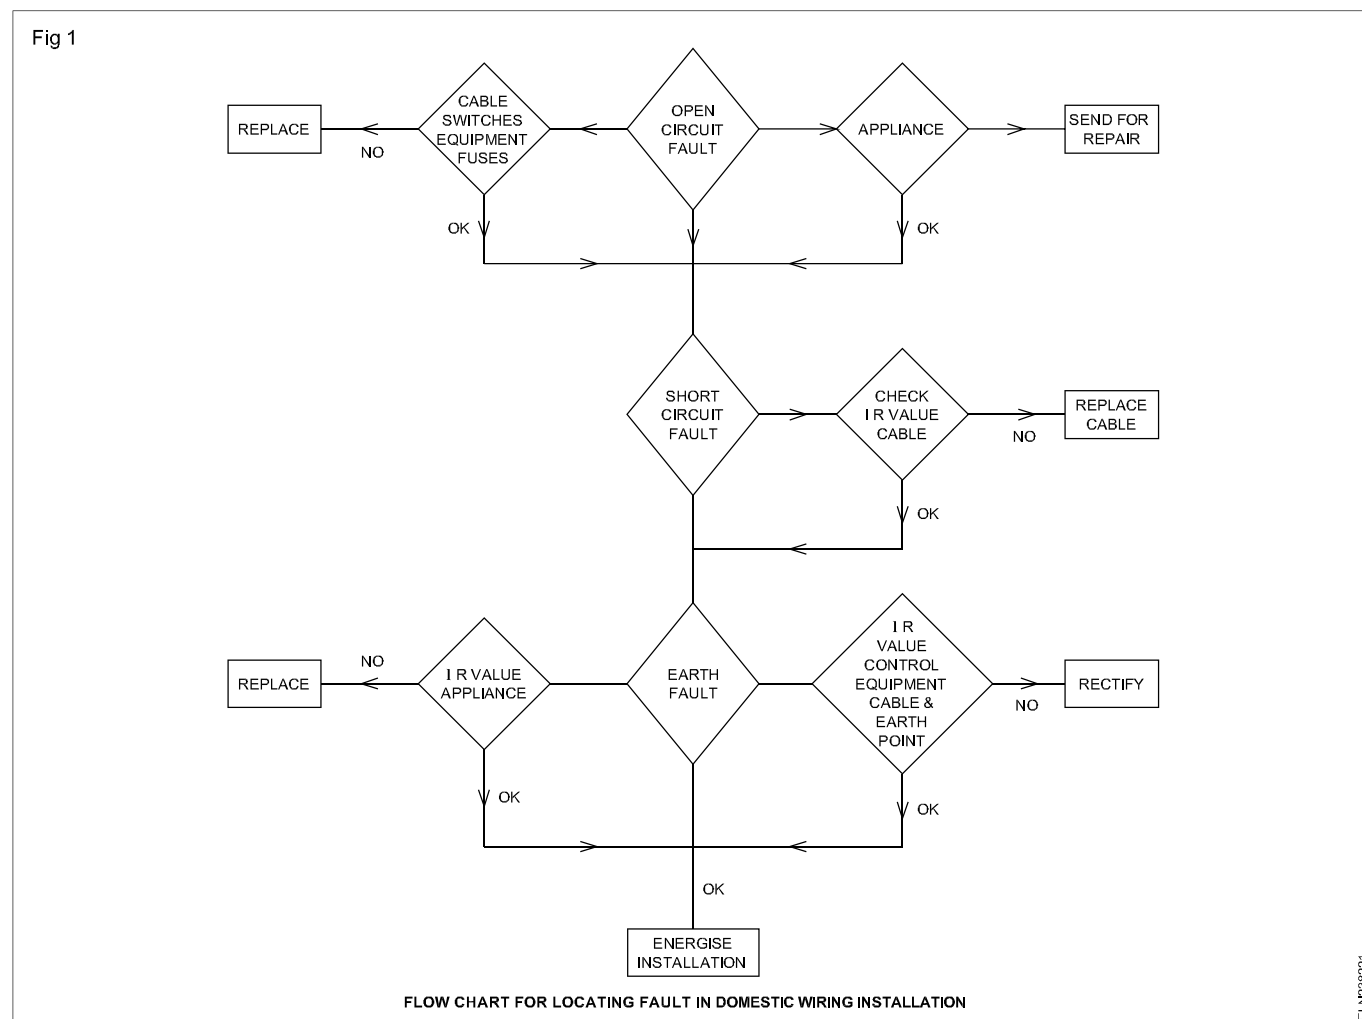 Fig 1
CABLE
SWITCHES
EQUIPMENT
FUSES
OPEN
CIRCUIT
FAULT
APPLIANCE
SEND FOR
REPAIR
REPLACE
NO
OK
OK
SHORT
CIRCUIT
FAULT
CHECK
I R VALUE
CABLE
REPLACE
CABLE
NO
OK
REPLACE
NO
I R VALUE
APPLIANCE
EARTH
FAULT
I R
VALUE
CONTROL
EQUIPMENT
CABLE &
EARTH
POINT
RECTIFY
NO
OK
OK
OK
ENERGISE
INSTALLATION
FLOW CHART FOR LOCATING FAULT IN DOMESTIC WIRING INSTALLATION